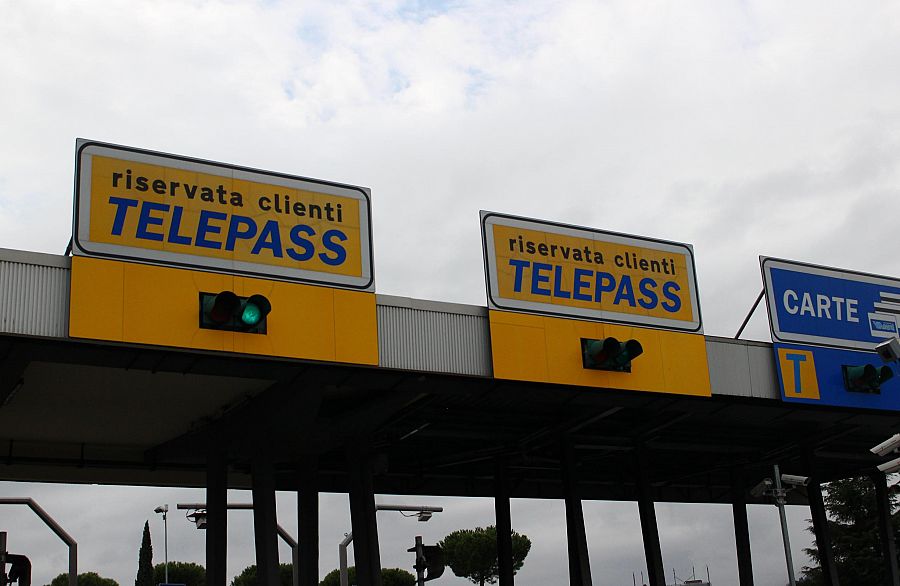 riservata clienti
TELEPASS
riservata clienti
TELEPASS
CARTE
T